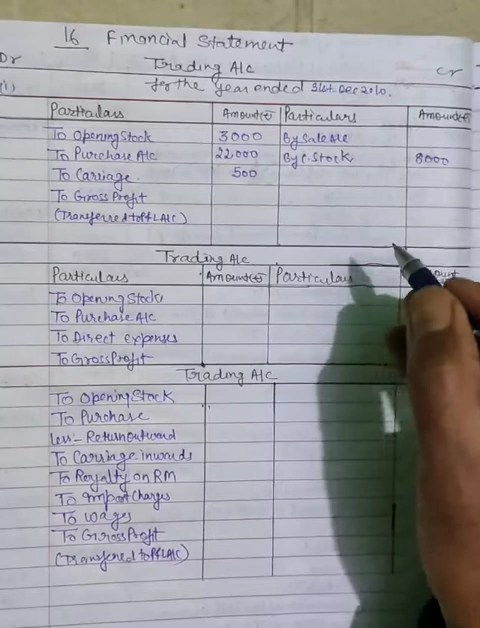 16 Financial Statement
Dr Trading A/c Cr
for the year ended 31st Dec 2010.
Particulars Amount(₹) Particulars Amount(₹)
To Opening Stock 3000 By Sale A/c
To Purchase A/c 22,000 By C. Stock 8000
To Carriage. 500
To Gross Profit
(Transferred to P/L A/c)
Trading A/c
Particulars Amount(₹) Particulars
To Opening Stock
To Purchase A/c
To Direct expenses
To Gross Profit
Trading A/c
To Opening Stock
To Purchase
Less- Return outward
To Carriage inwards
To Royalty on RM
To Import Charges
To Wages
To Gross Profit
(Transferred to P/L A/c)